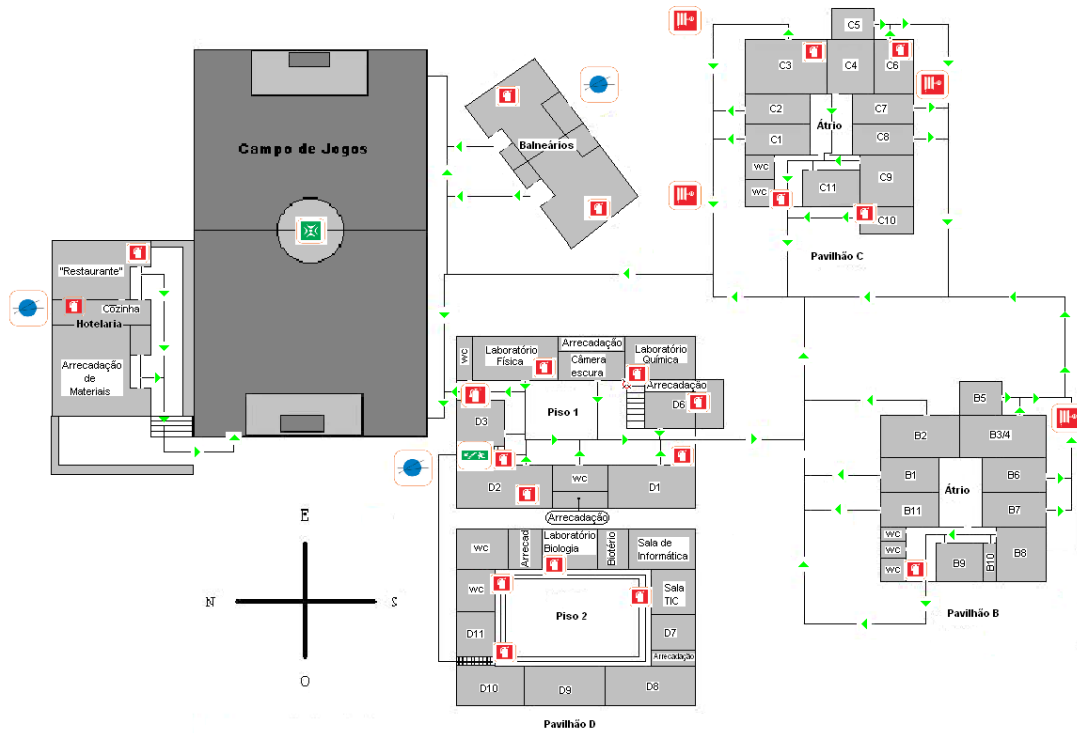 Campo de Jogos
Balneários
C5
C3
C4
C6
C2
C7
Átrio
C1
C8
wc
C9
wc
C11
C10
Pavilhão C
"Restaurante"
Cozinha
Hotelaria
Arrecadação
de
Materiais
wc
Laboratório
Física
Arrecadação
Câmera
escura
Laboratório
Química
Arrecadação
D6
Piso 1
D3
D2
wc
D1
Arrecadação
B5
B2
B3/4
B1
B6
Átrio
B11
B7
wc
wc
wc
B9
B10
B8
Pavilhão B
wc
Arrecad
Laboratório
Biologia
Biotério
Sala de
Informática
wc
Sala
TIC
Piso 2
D11
D7
Arrecadação
D10
D9
D8
Pavilhão D
E
N
S
O